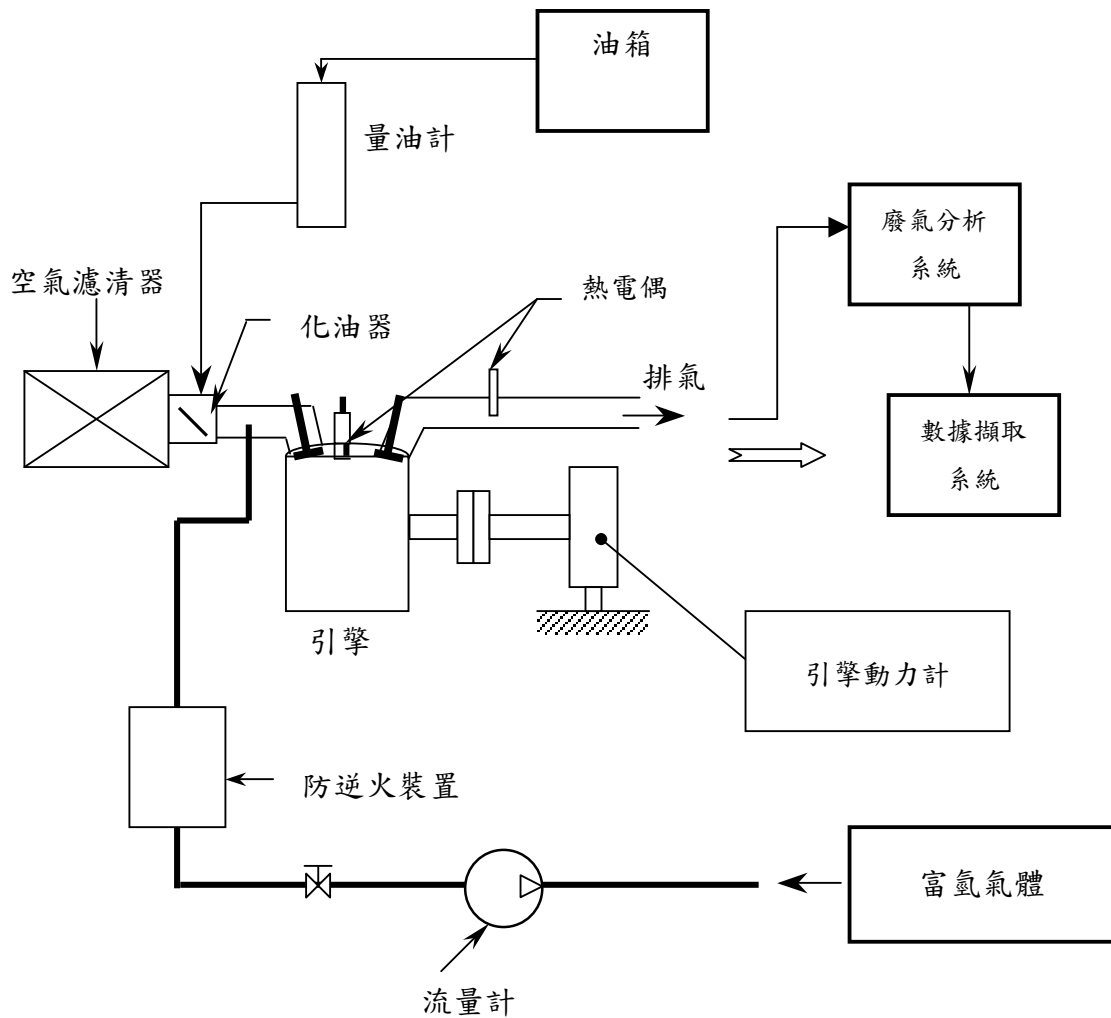 油箱
量油計
廢氣分析
系統
空氣濾清器
熱電偶
化油器
排氣
數據擷取
系統
引擎
引擎動力計
防逆火裝置
富氫氣體
流量計